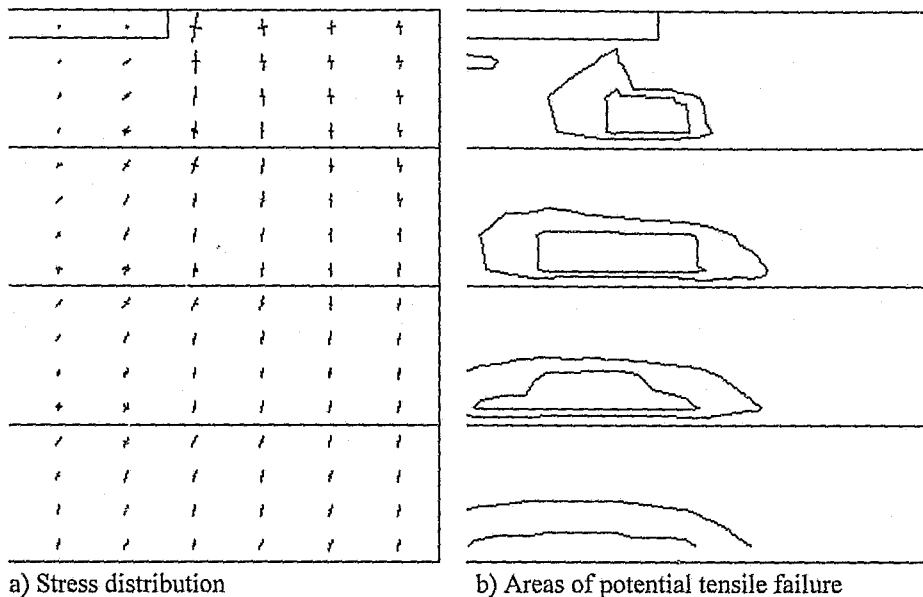 a) Stress distribution
b) Areas of potential tensile failure